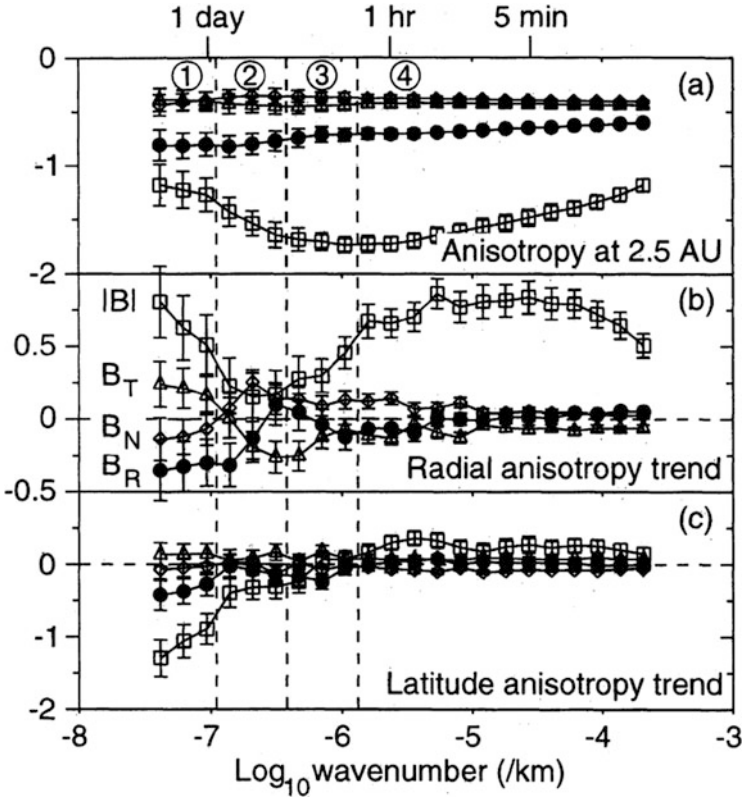 1 day 1 hr 5 min
0
① ② ③ ④ (a)
-1
Anisotropy at 2.5 AU
-2
|B| (b)
0.5
B_T
0
B_N
B_R
Radial anisotropy trend
-0.5
(c)
0
-1
Latitude anisotropy trend
-2
-8 -7 -6 -5 -4 -3
Log₁₀ wavenumber (/km)